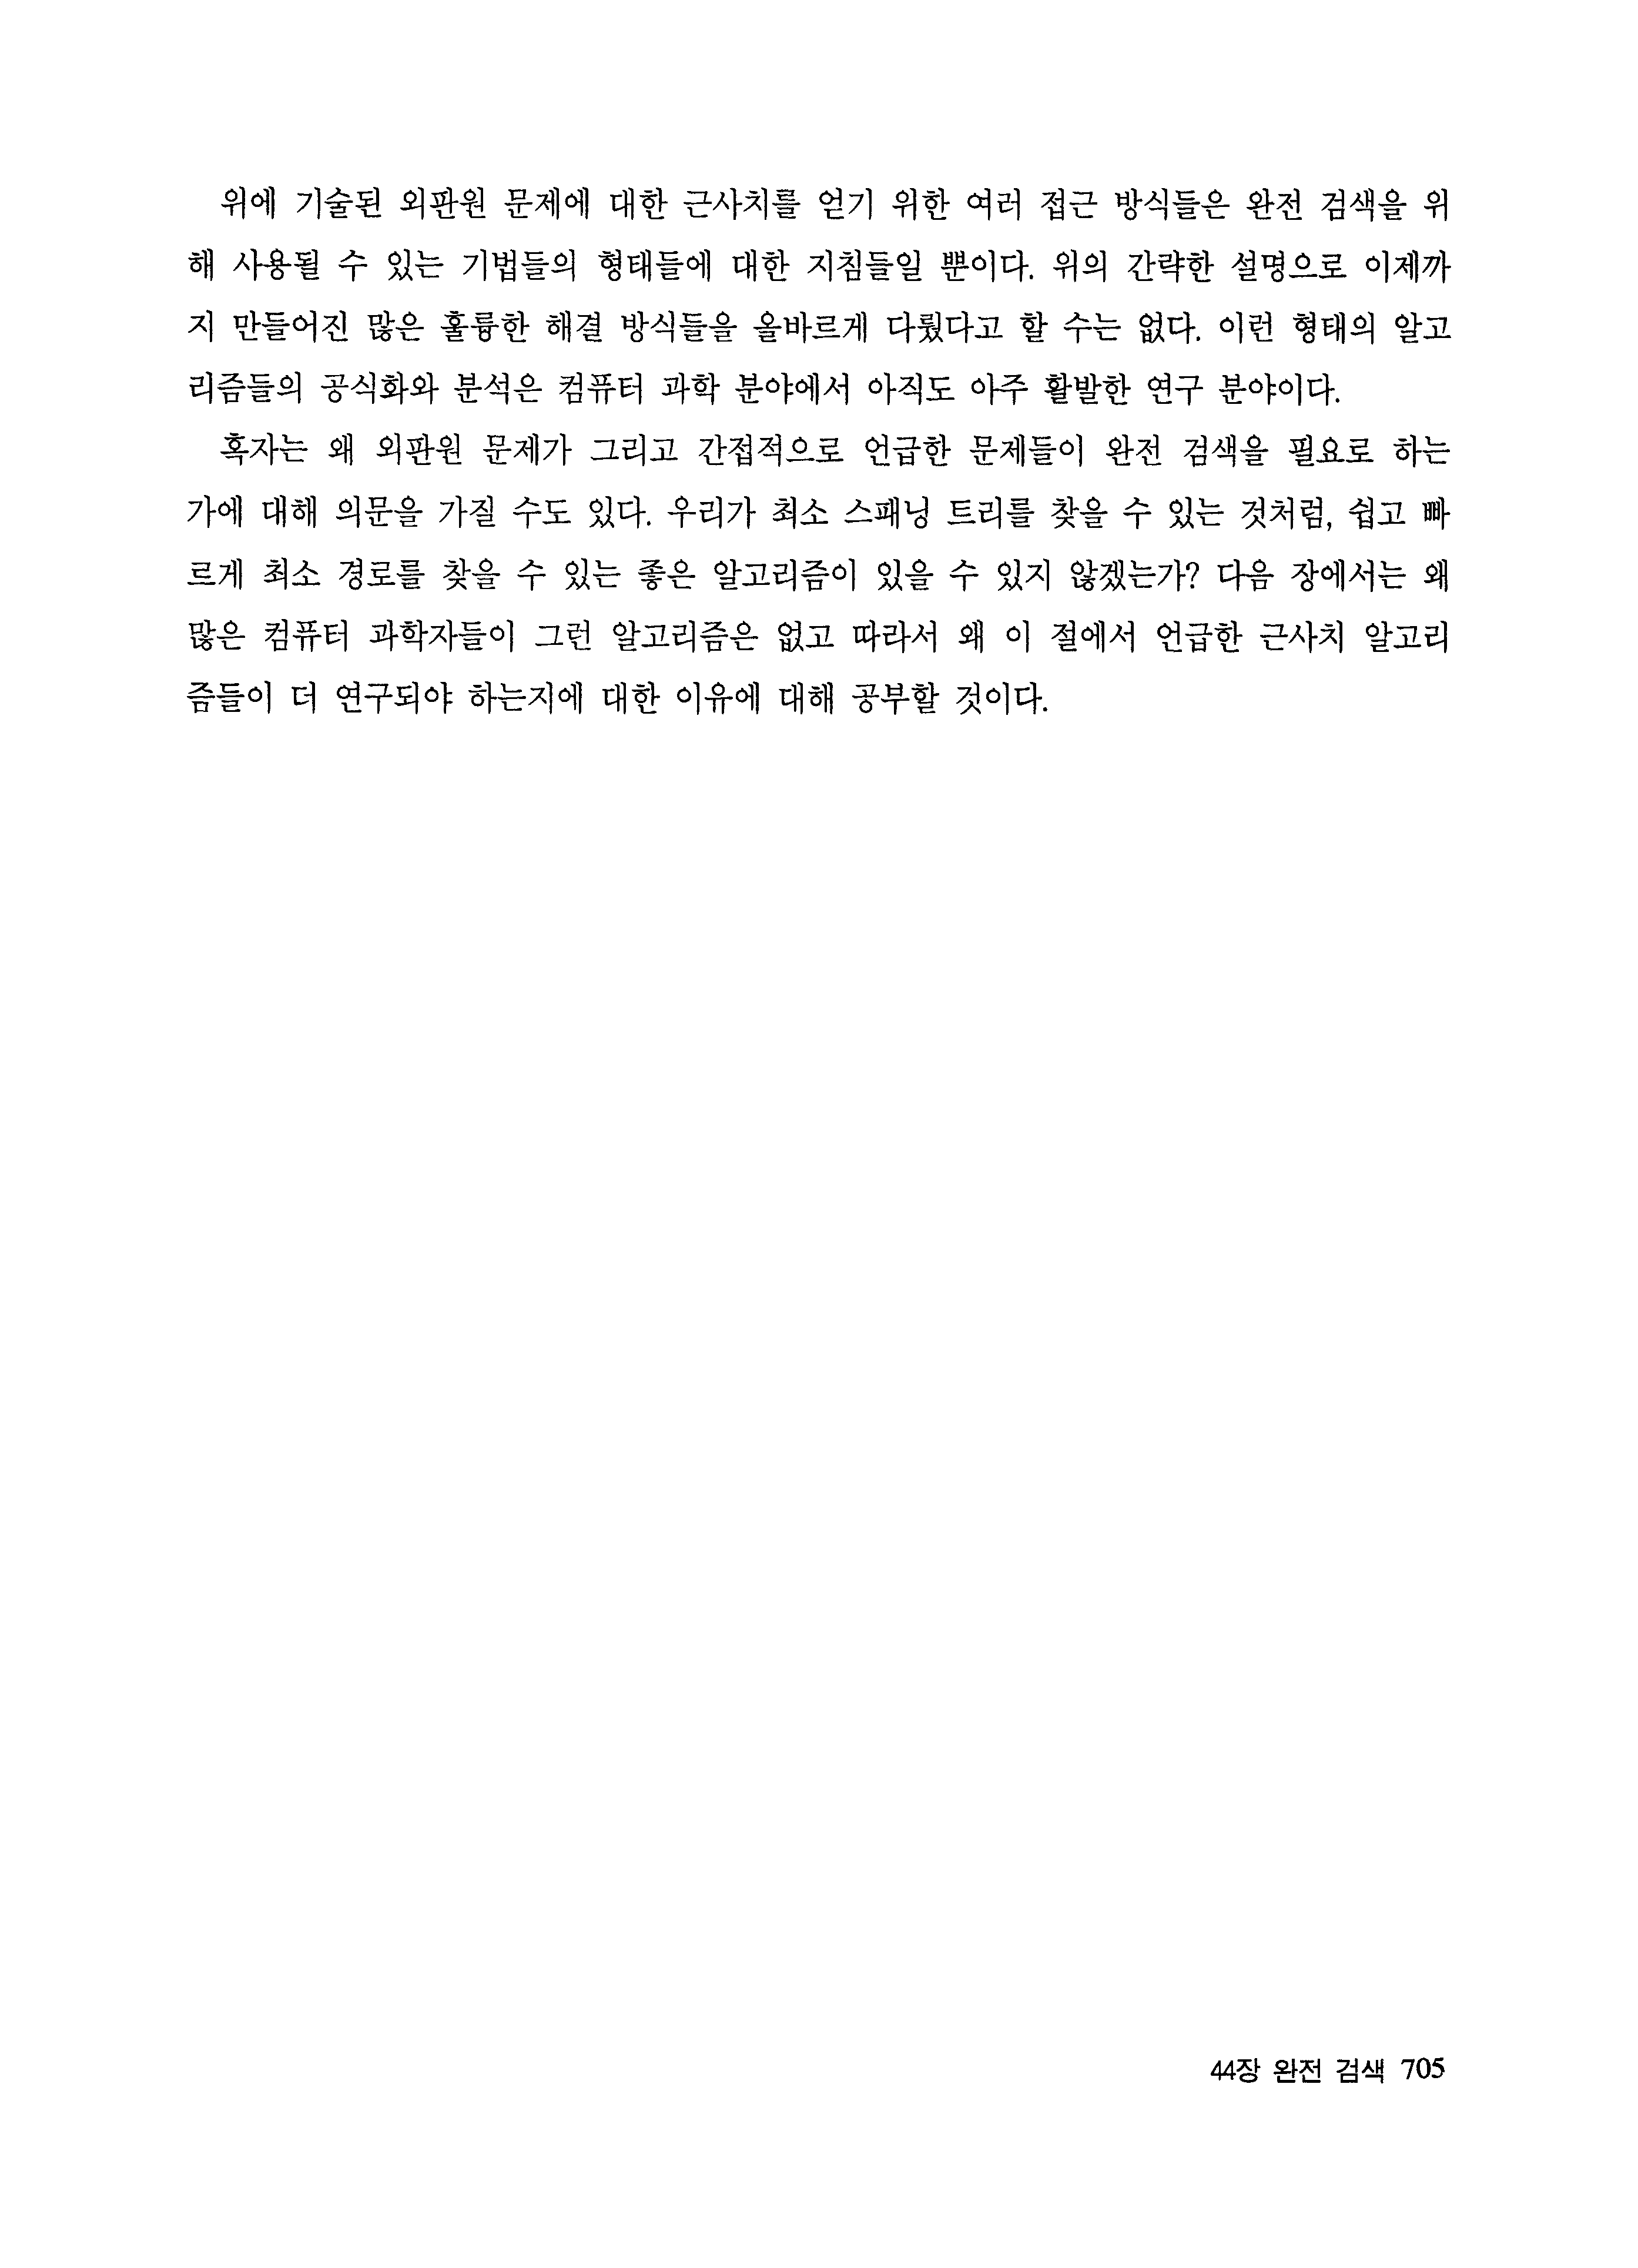 위에 기술된 외판원 문제에 대한 근사치를 얻기 위한 여러 접근 방식들은 완전 검색을 위
해 사용될 수 있는 기법들의 형태들에 대한 지침들일 뿐이다. 위의 간략한 설명으로 이제까
지 만들어진 많은 훌륭한 해결 방식들을 올바르게 다뤘다고 할 수는 없다. 이런 형태의 알고
리즘들의 공식화와 분석은 컴퓨터 과학 분야에서 아직도 아주 활발한 연구 분야이다.
혹자는 왜 외판원 문제가 그리고 간접적으로 언급한 문제들이 완전 검색을 필요로 하는
가에 대해 의문을 가질 수도 있다. 우리가 최소 스패닝 트리를 찾을 수 있는 것처럼, 쉽고 빠
르게 최소 경로를 찾을 수 있는 좋은 알고리즘이 있을 수 있지 않겠는가? 다음 장에서는 왜
많은 컴퓨터 과학자들이 그런 알고리즘은 없고 따라서 왜 이 절에서 언급한 근사치 알고리
즘들이 더 연구되야 하는지에 대한 이유에 대해 공부할 것이다.
44장 완전 검색 705